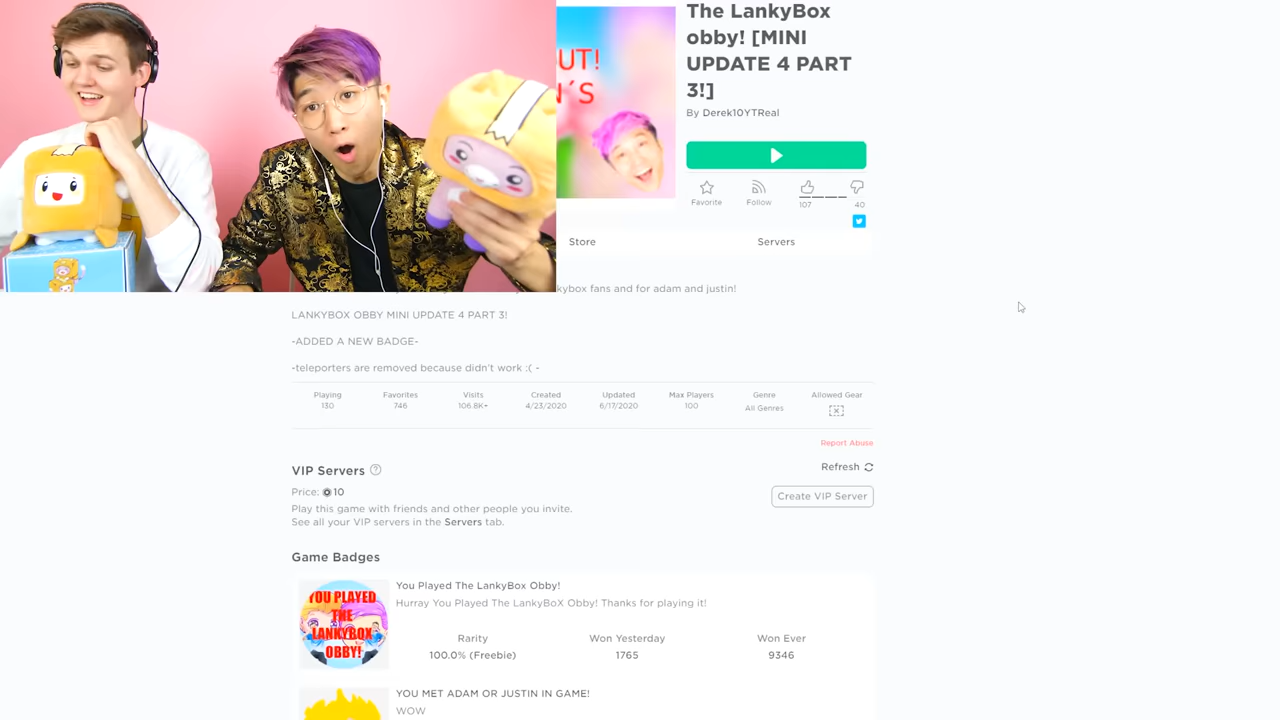 The LankyBox
obby! [MINI
UPDATE 4 PART
3!]
By Derek10YTReal
UT!
N´S
Favorite
Follow
107
40
Store
Servers
kybox fans and for adam and justin!
LANKYBOX OBBY MINI UPDATE 4 PART 3!
-ADDED A NEW BADGE-
-teleporters are removed because didn't work :( -
Playing Favorites Visits Created Updated Max Players Genre Allowed Gear
130 746 106.8K+ 4/23/2020 6/17/2020 100 All Genres
Report Abuse
VIP Servers ?
Refresh
Price: 10
Create VIP Server
Play this game with friends and other people you invite.
See all your VIP servers in the Servers tab.
Game Badges
You Played The LankyBox Obby!
Hurray You Played The LankyBoX Obby! Thanks for playing it!
YOU PLAYED
THE
LANKYBOX
OBBY!
Rarity Won Yesterday Won Ever
100.0% (Freebie) 1765 9346
YOU MET ADAM OR JUSTIN IN GAME!
WOW